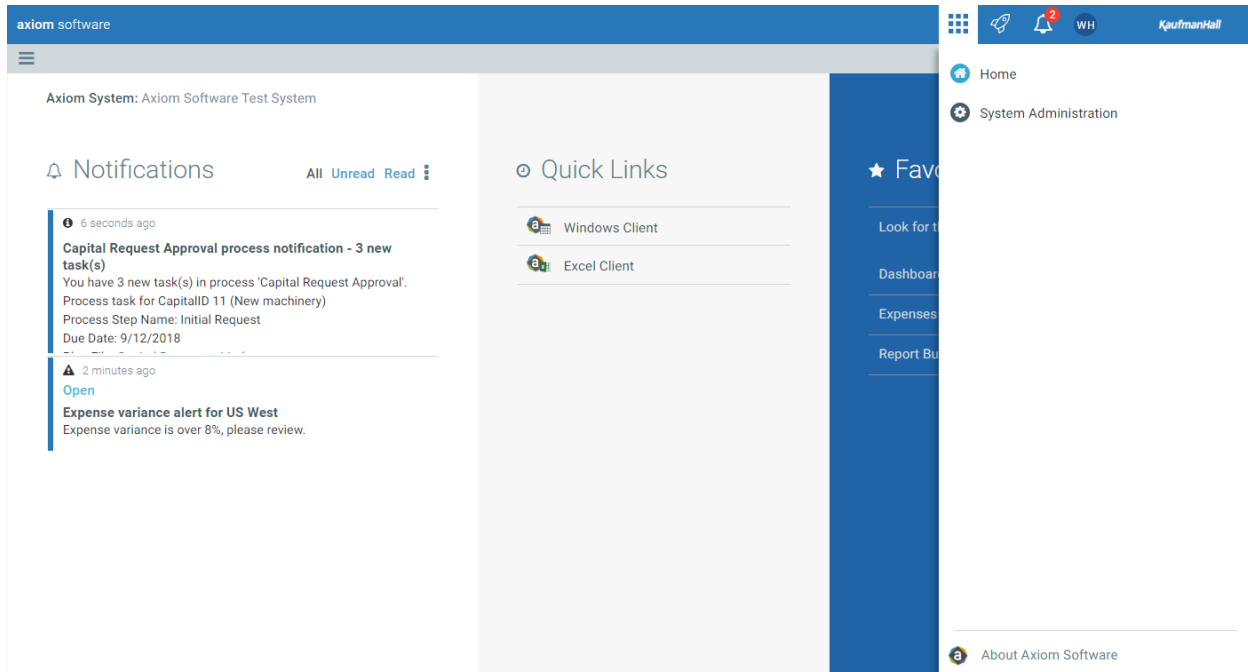 axiom software
2
WH
KaufmanHall
Axiom System: Axiom Software Test System
Notifications
All Unread Read
6 seconds ago
Capital Request Approval process notification - 3 new
task(s)
You have 3 new task(s) in process 'Capital Request Approval'.
Process task for CapitalID 11 (New machinery)
Process Step Name: Initial Request
Due Date: 9/12/2018
2 minutes ago
Open
Expense variance alert for US West
Expense variance is over 8%, please review.
Quick Links
Windows Client
Excel Client
Favo
Look for t
Dashboar
Expenses
Report Bu
Home
System Administration
About Axiom Software